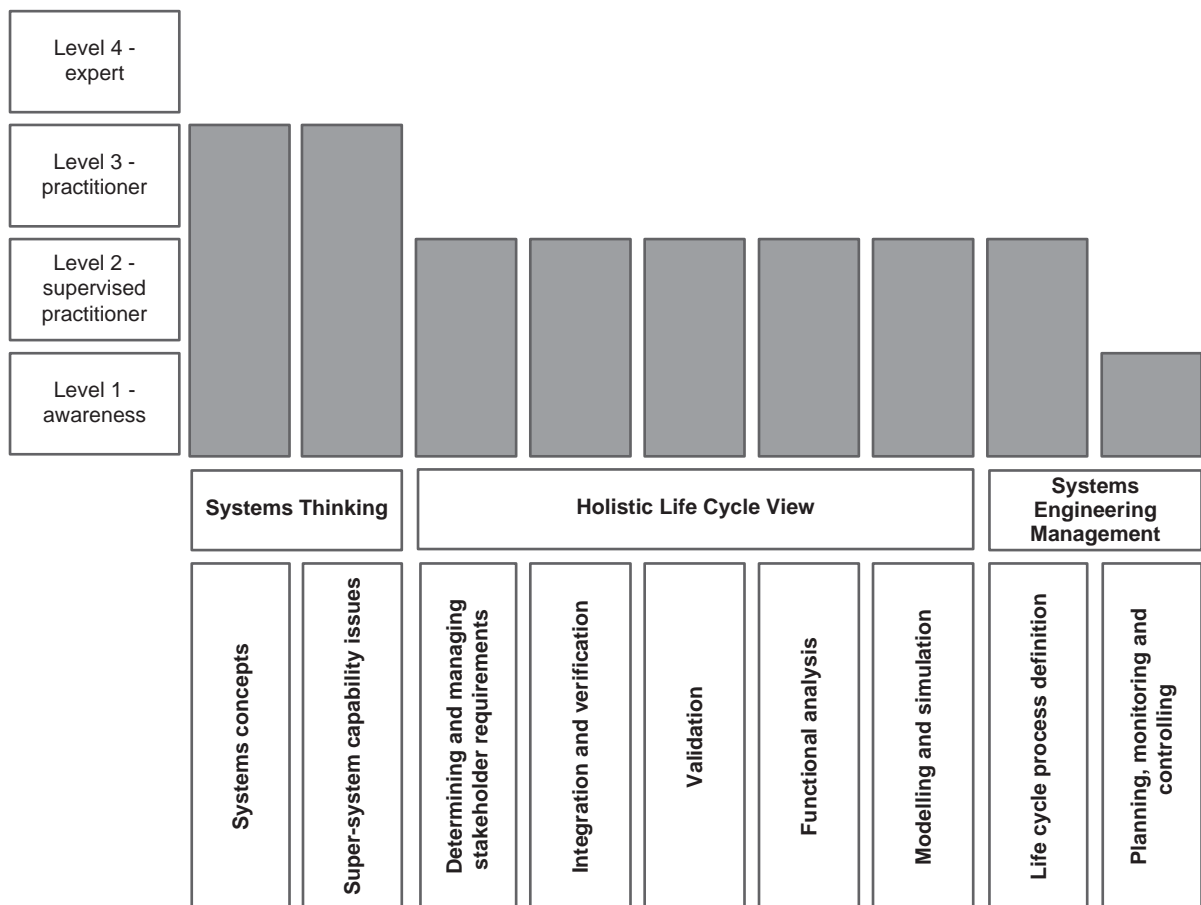 Level 4 -
expert
Level 3 -
practitioner
Level 2 -
supervised
practitioner
Level 1 -
awareness
Systems Thinking
Holistic Life Cycle View
Systems
Engineering
Management
Systems concepts
Super-system capability issues
Determining and managing
stakeholder requirements
Integration and verification
Validation
Functional analysis
Modelling and simulation
Life cycle process definition
Planning, monitoring and
controlling